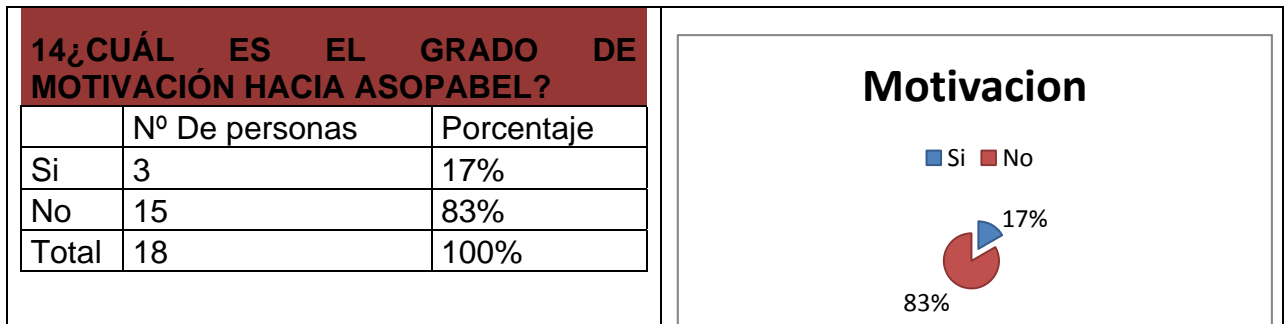 14¿CUÁL ES EL GRADO DE
MOTIVACIÓN HACIA ASOPABEL?
Nº De personas Porcentaje
Si 3 17%
No 15 83%
Total 18 100%
Motivacion
Si No
17%
83%